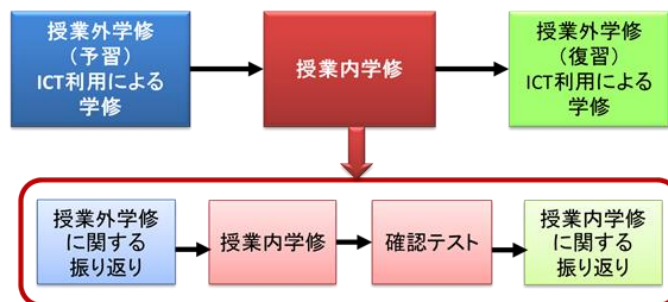 授業外学修
（予習）
ICT利用による
学修
授業内学修
授業外学修
（復習）
ICT利用による
学修
授業外学修
に関する
振り返り
授業内学修
確認テスト
授業内学修
に関する
振り返り